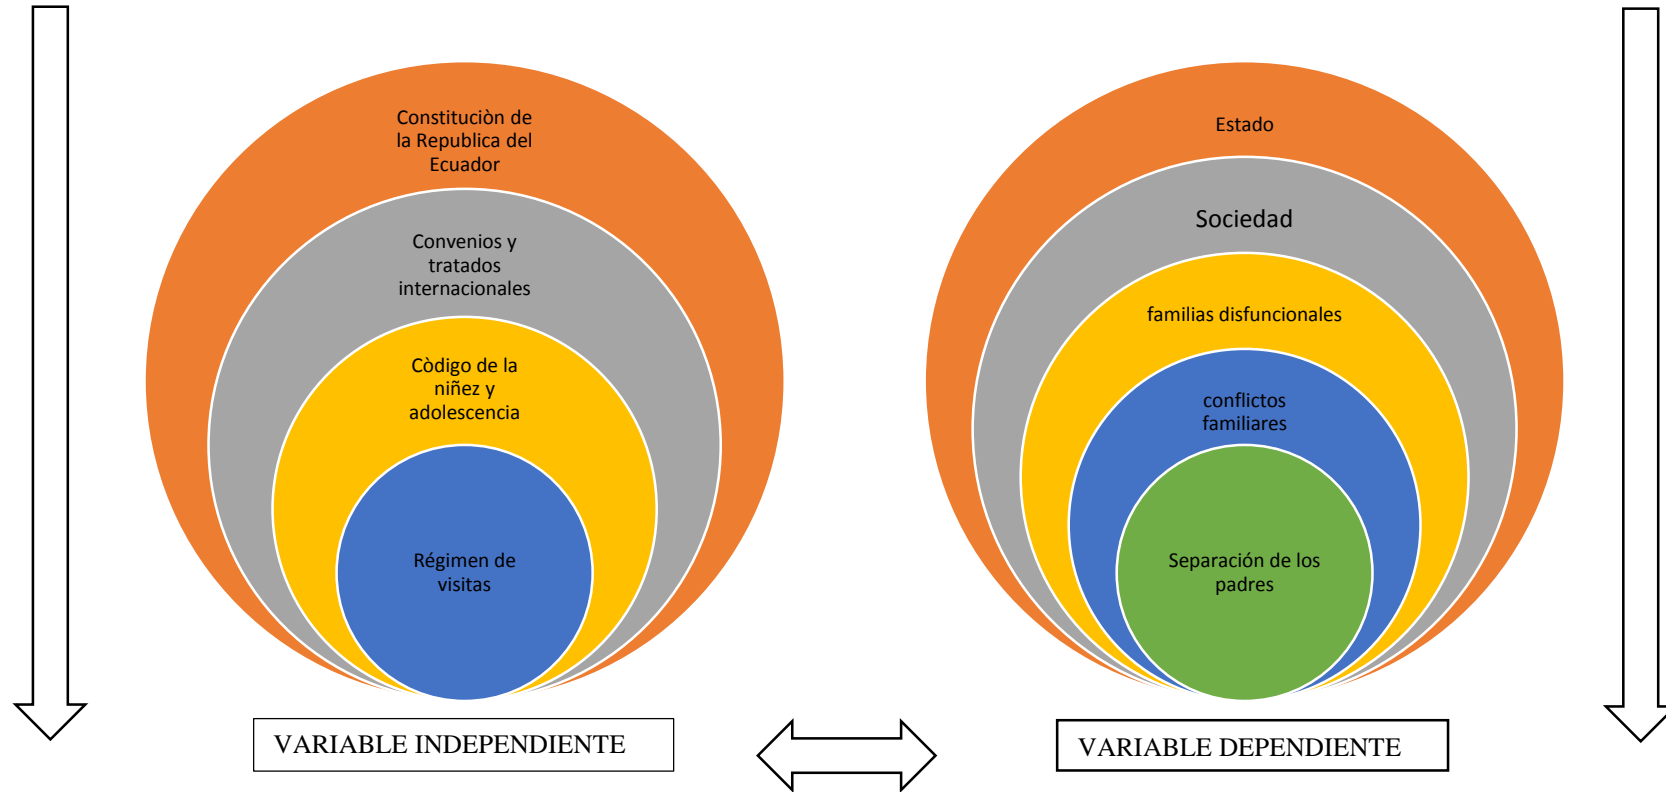 Constituciòn de
la Republica del
Ecuador
Convenios y
tratados
internacionales
Còdigo de la
niñez y
adolescencia
Régimen de
visitas
VARIABLE INDEPENDIENTE
Estado
Sociedad
familias disfuncionales
conflictos
familiares
Separación de los
padres
VARIABLE DEPENDIENTE